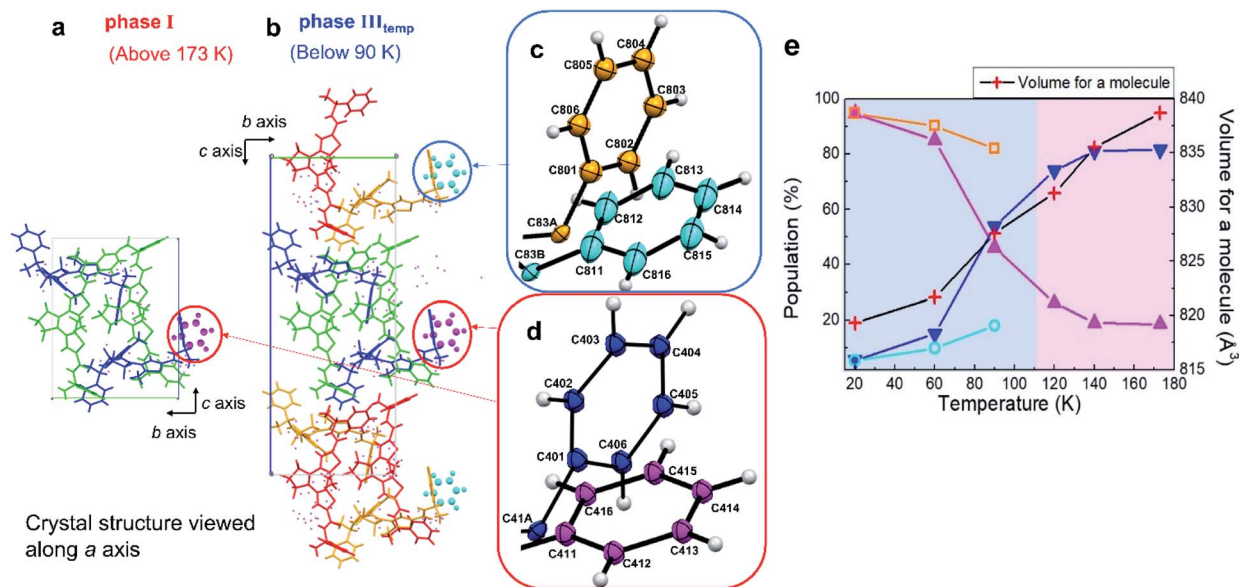 a
phase I
(Above 173 K)
b
phase III_temp
(Below 90 K)
b axis
c axis
c axis
b axis
Crystal structure viewed
along a axis
c
C804
C805
C803
C806
C802
C801
C813
C814
C812
C83A
C815
C83B
C811
C816
d
C403
C404
C402
C405
C406
C401
C415
C414
C416
C41A
C411
C413
C412
e
Volume for a molecule
Population (%)
100
80
60
40
20
20 40 60 80 100 120 140 160 180
Temperature (K)
840
835
830
825
820
815
Volume for a molecule (Å³)